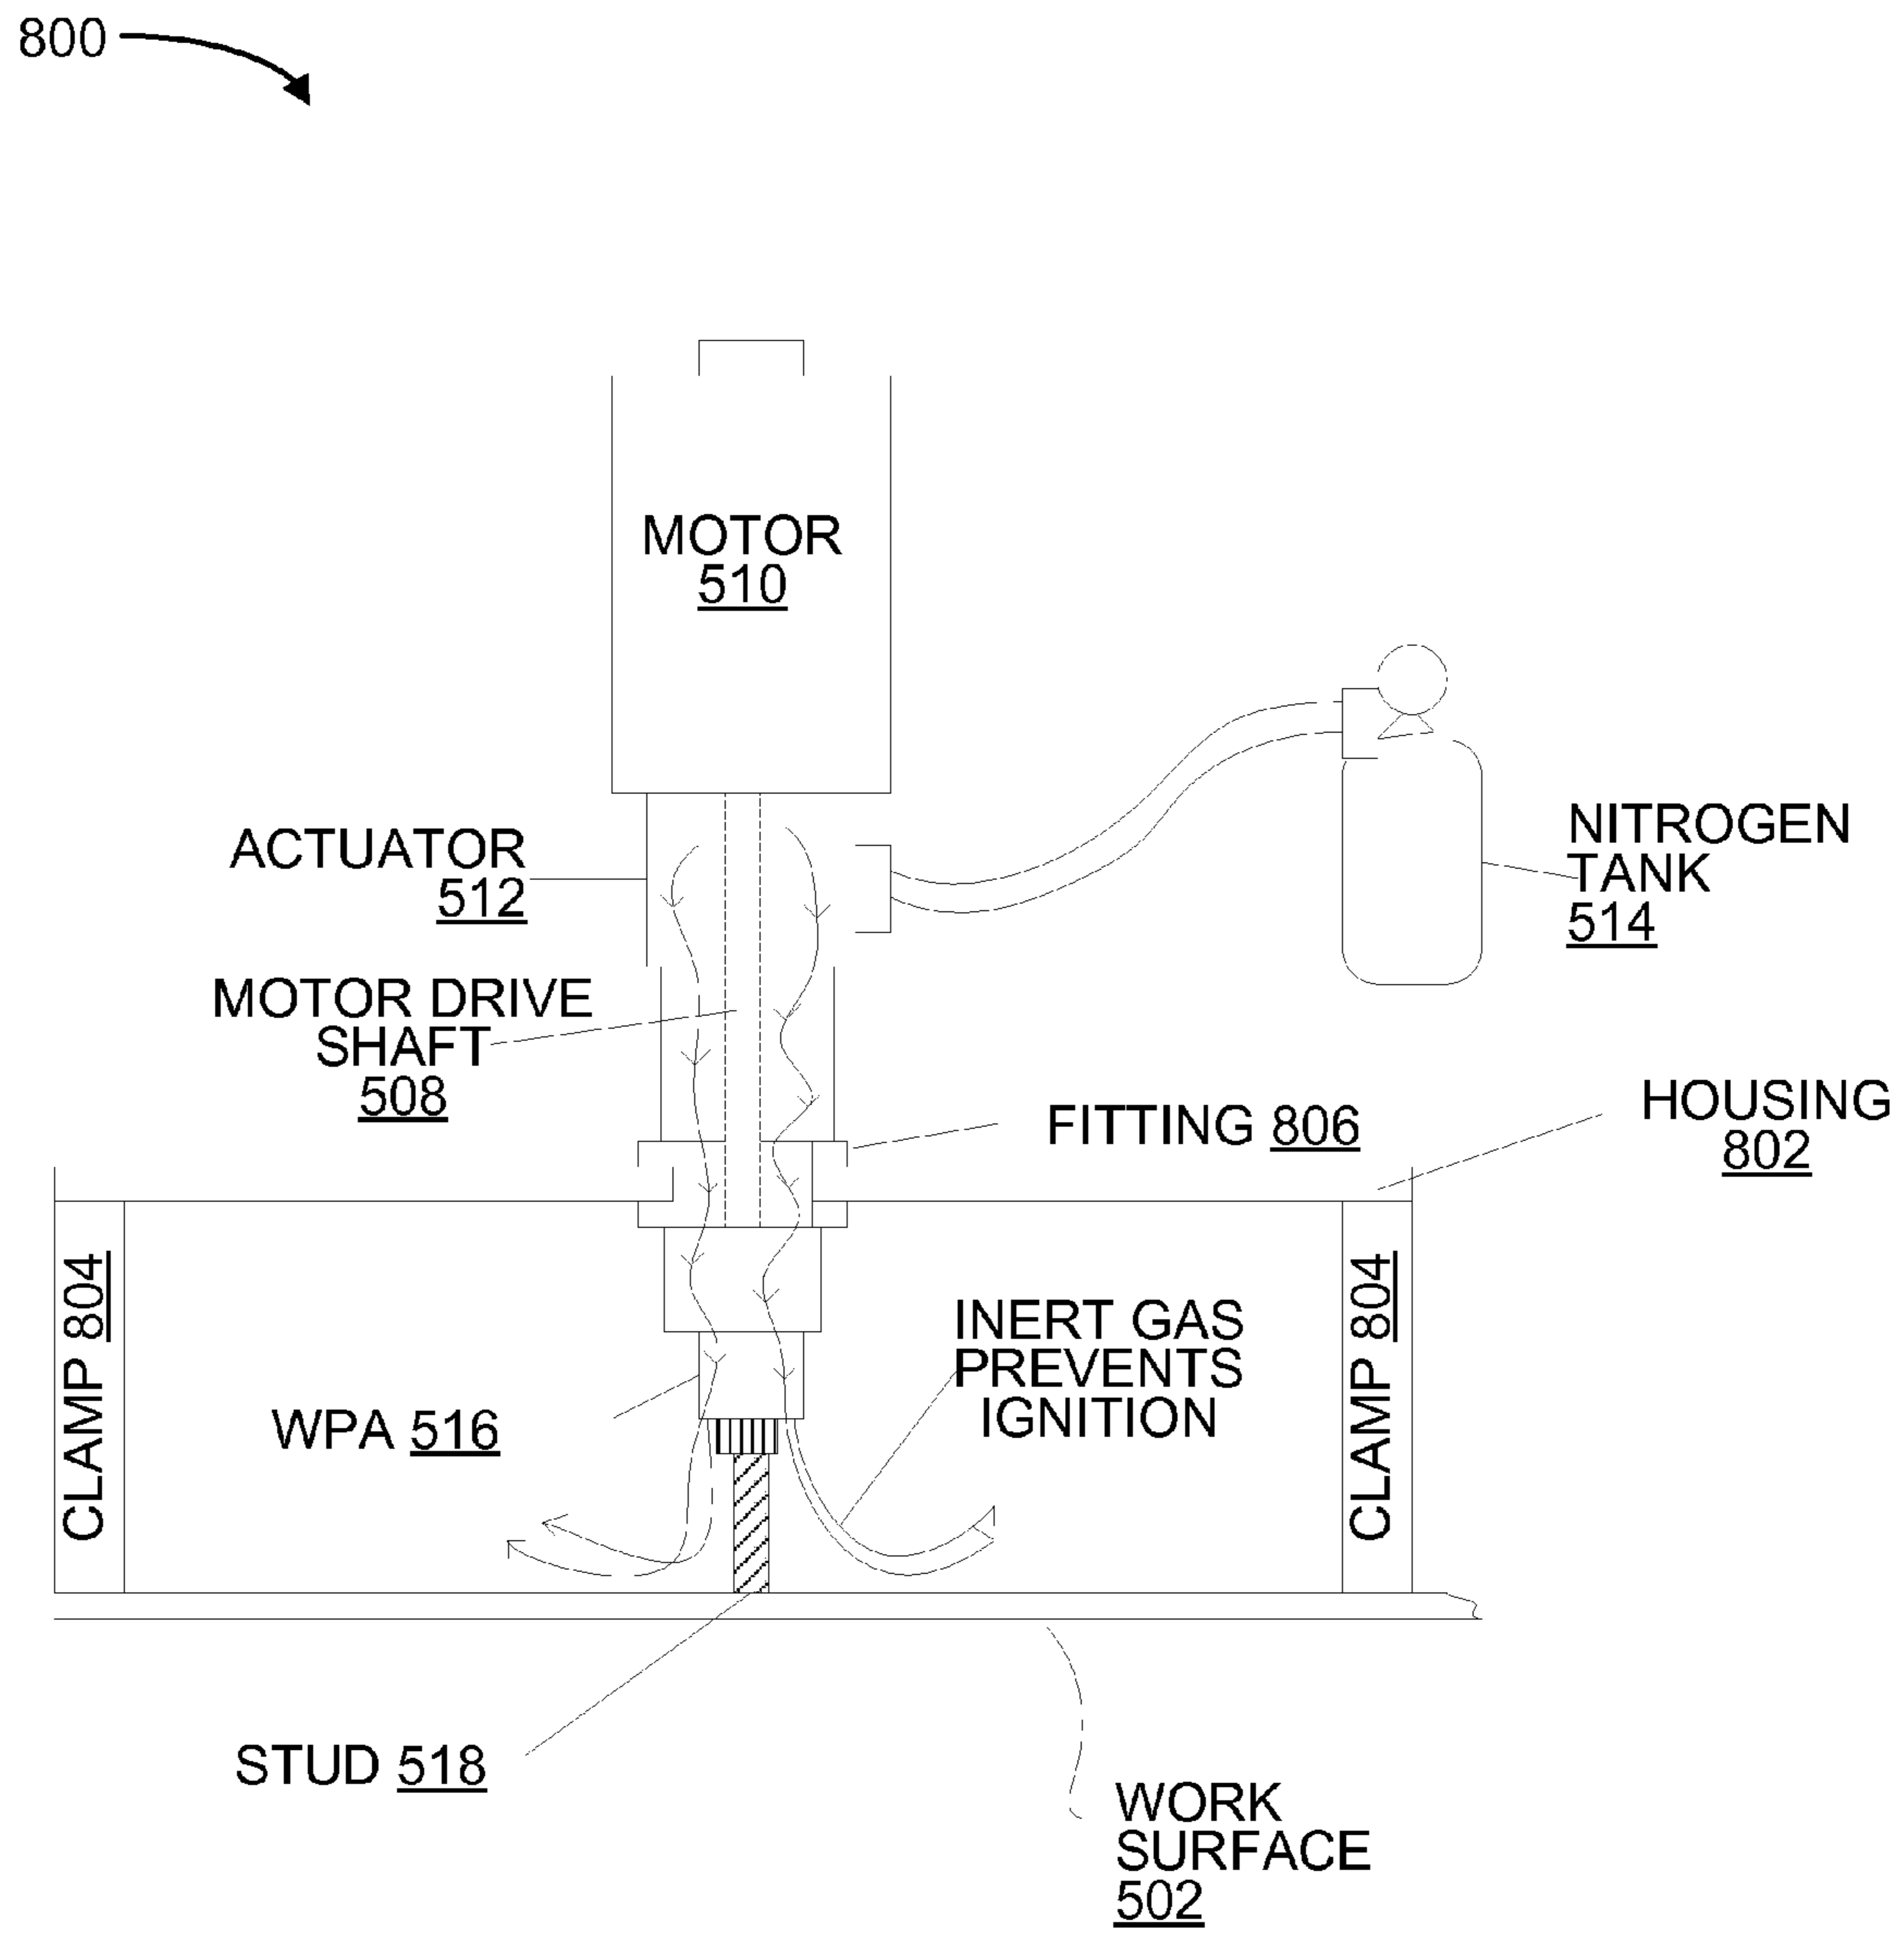 800
MOTOR
510
ACTUATOR
512
NITROGEN
TANK
514
MOTOR DRIVE
SHAFT
508
FITTING 806
HOUSING
802
CLAMP 804
INERT GAS
PREVENTS
IGNITION
CLAMP 804
WPA 516
STUD 518
WORK
SURFACE
502